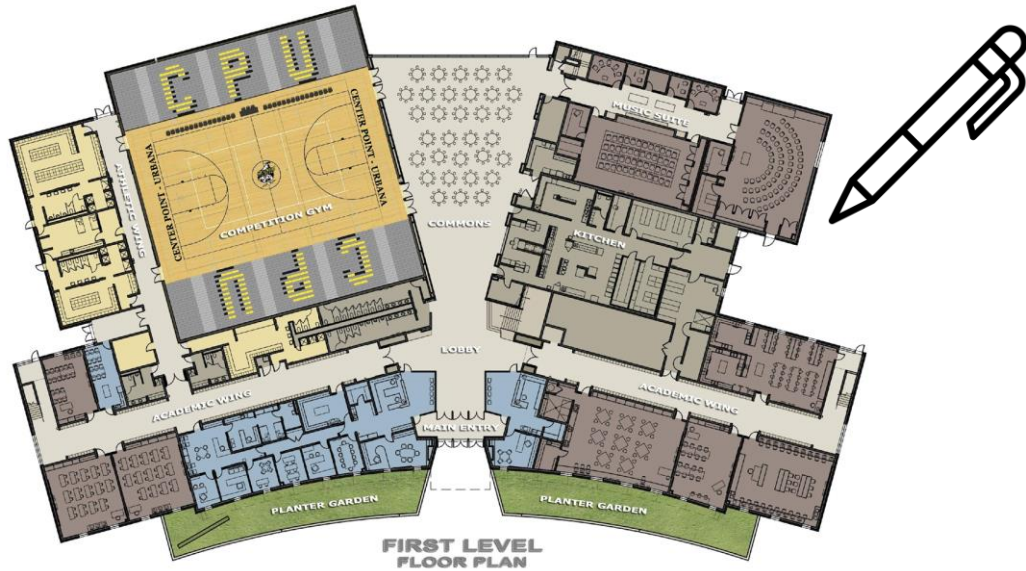 CPU
CENTER POINT - URBANA
MUSIC SUITE
ATHLETIC WING
CENTER POINT - URBANA
COMPETITION GYM
COMMONS
KITCHEN
CPU
LOBBY
ACADEMIC WING
ACADEMIC WING
MAIN ENTRY
PLANTER GARDEN
PLANTER GARDEN
FIRST LEVEL
FLOOR PLAN